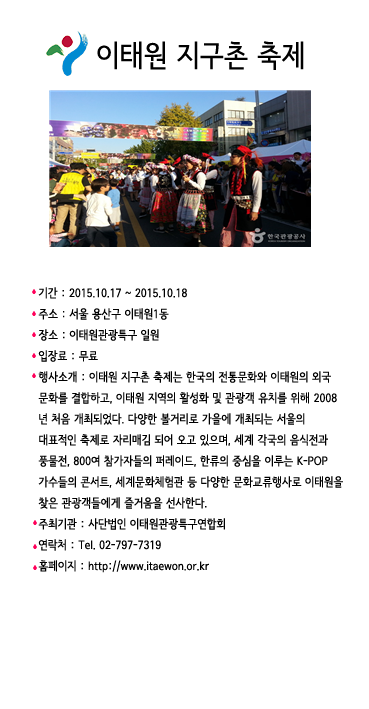 이태원 지구촌 축제
한국관광공사
기간 : 2015.10.17 ~ 2015.10.18
주소 : 서울 용산구 이태원1동
장소 : 이태원관광특구 일원
입장료 : 무료
행사소개 : 이태원 지구촌 축제는 한국의 전통문화와 이태원의 외국
문화를 결합하고, 이태원 지역의 활성화 및 관광객 유치를 위해 2008
년 처음 개최되었다. 다양한 볼거리로 가을에 개최되는 서울의
대표적인 축제로 자리매김 되어 오고 있으며, 세계 각국의 음식전과
풍물전, 800여 참가자들의 퍼레이드, 한류의 중심을 이루는 K-POP
가수들의 콘서트, 세계문화체험관 등 다양한 문화교류행사로 이태원을
찾은 관광객들에게 즐거움을 선사한다.
주최기관 : 사단법인 이태원관광특구연합회
연락처 : Tel. 02-797-7319
홈페이지 : http://www.itaewon.or.kr